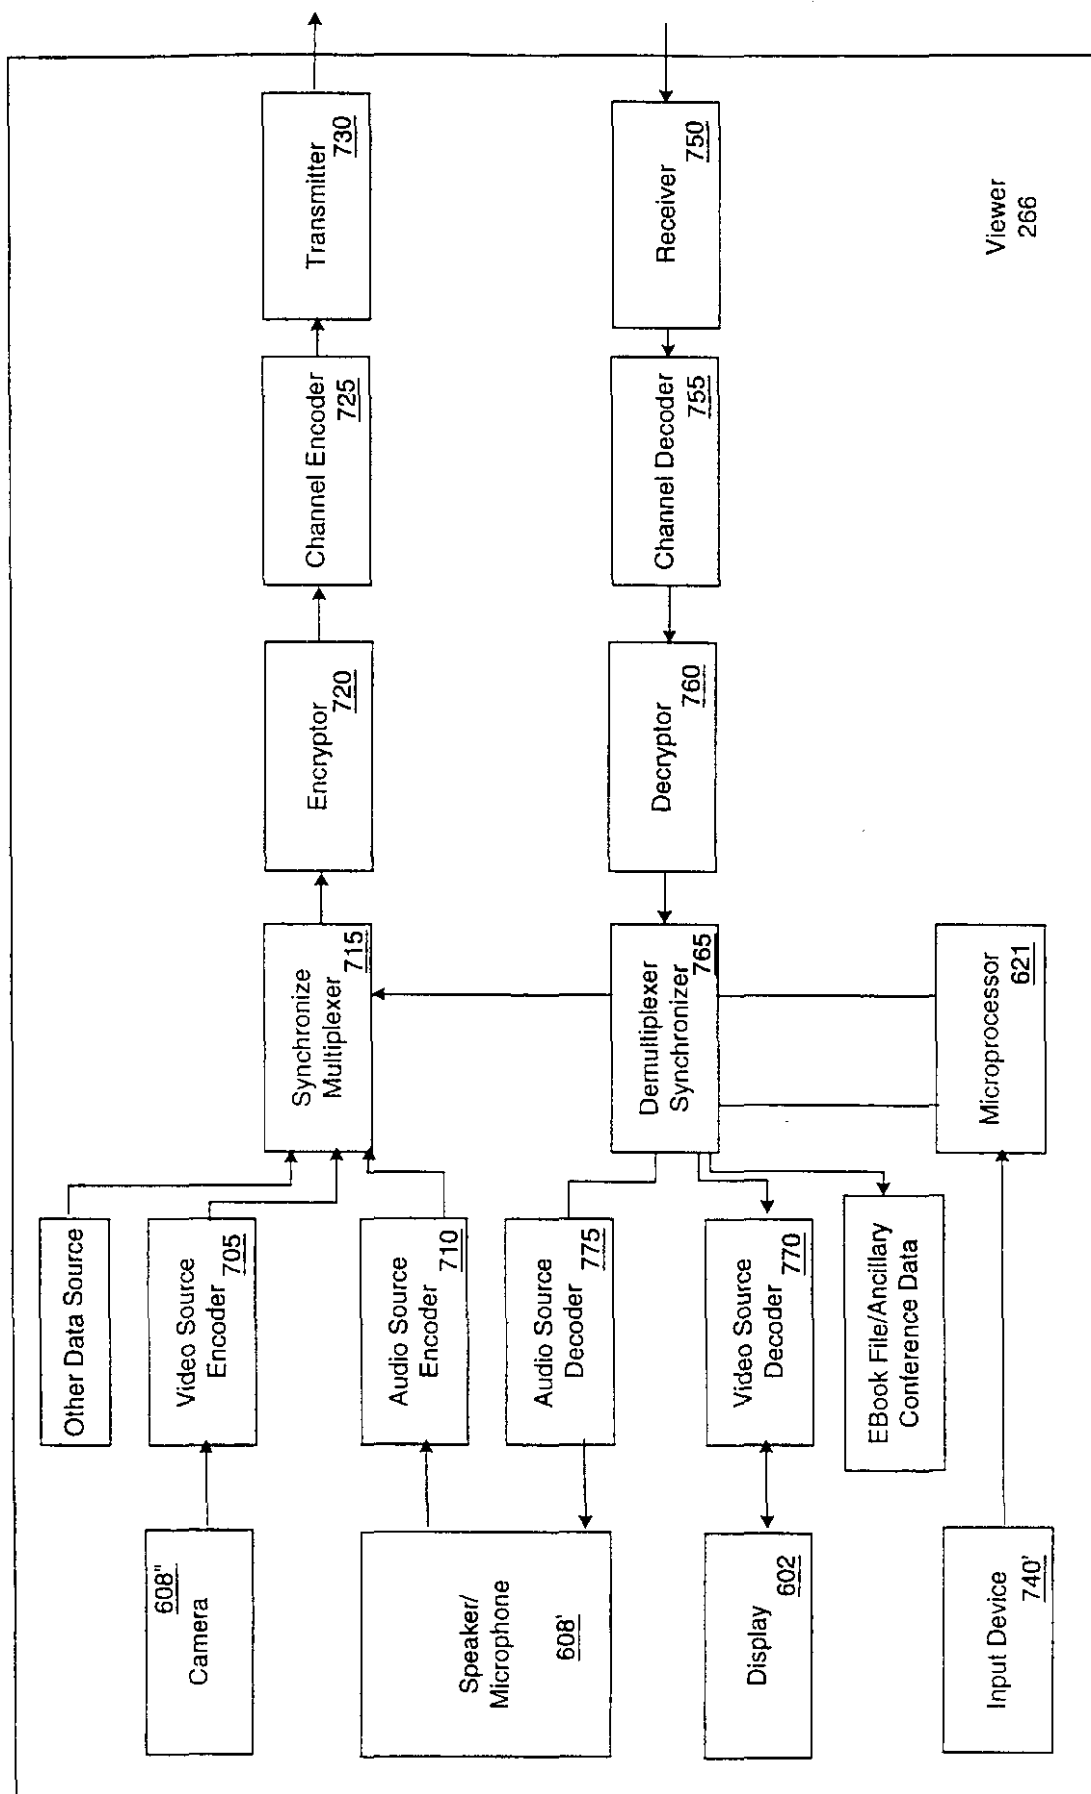 Camera
608"
Video Source
Encoder 705
Other Data Source
Speaker/
Microphone
608'
Audio Source
Encoder 710
Audio Source
Decoder 775
Display
602
Video Source
Decoder 770
EBook File/Ancillary
Conference Data
Input Device
740'
Microprocessor
621
Synchronize
Multiplexer
715
Demultiplexer
Synchronizer
765
Encryptor
720
Decryptor
760
Channel Encoder
725
Channel Decoder
755
Transmitter
730
Receiver
750
Viewer
266